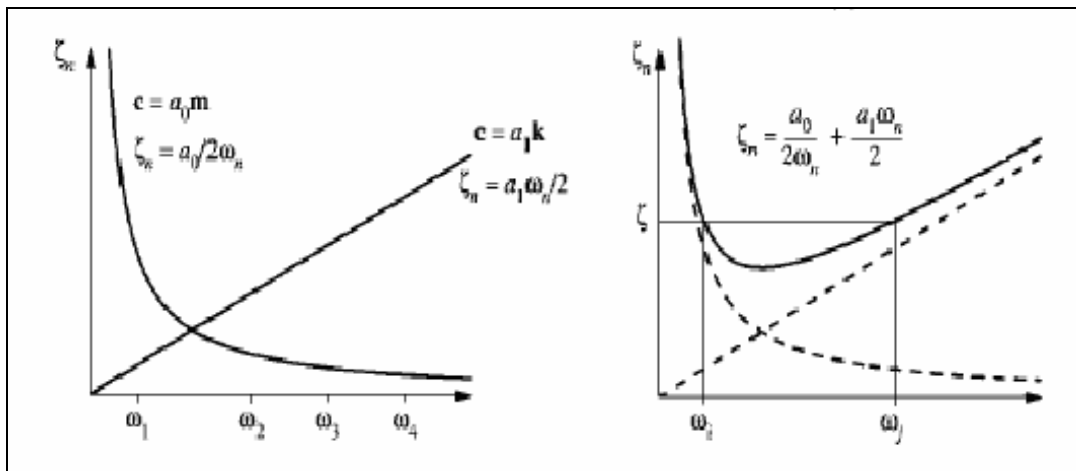 ζₙ
c = a₀m
ζₙ = a₀/2ωₙ
c = a₁k
ζₙ = a₁ωₙ/2
ω₁ ω₂ ω₃ ω₄
ζₙ
ζₙ = a₀/2ωₙ + a₁ωₙ/2
ζ
ωᵢ ωⱼ